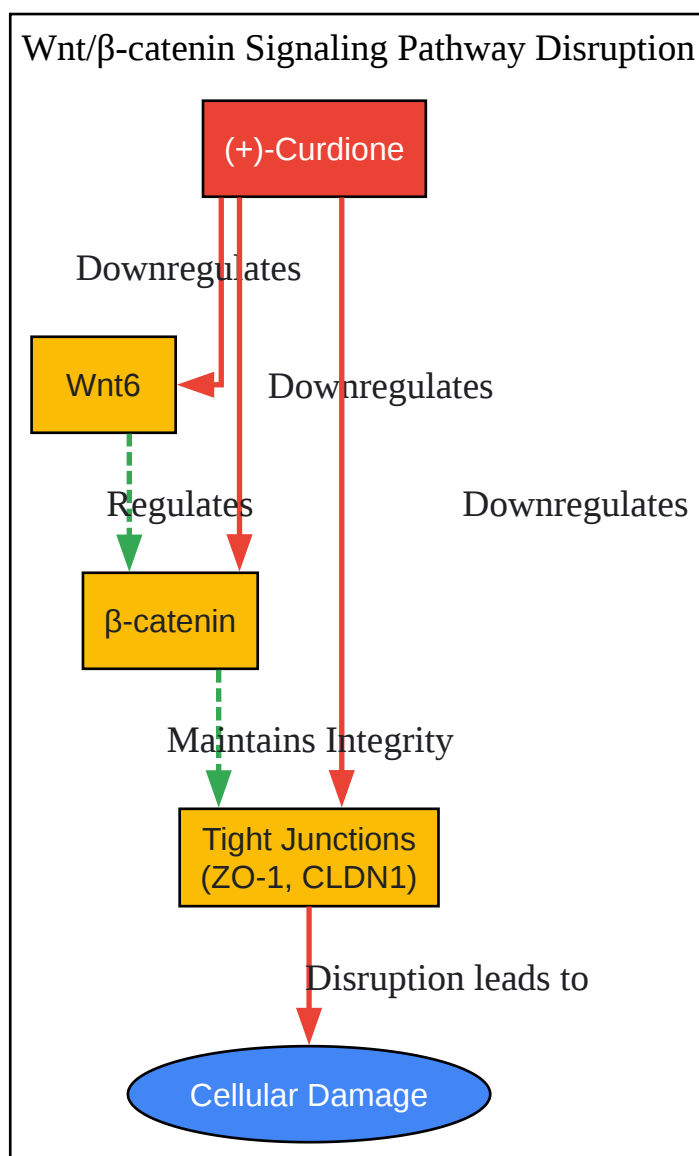 Wnt/β-catenin Signaling Pathway Disruption
(+)-Curdione
Downregulates
Wnt6
Downregulates
Regulates
Downregulates
β-catenin
Maintains Integrity
Tight Junctions
(ZO-1, CLDN1)
Disruption leads to
Cellular Damage